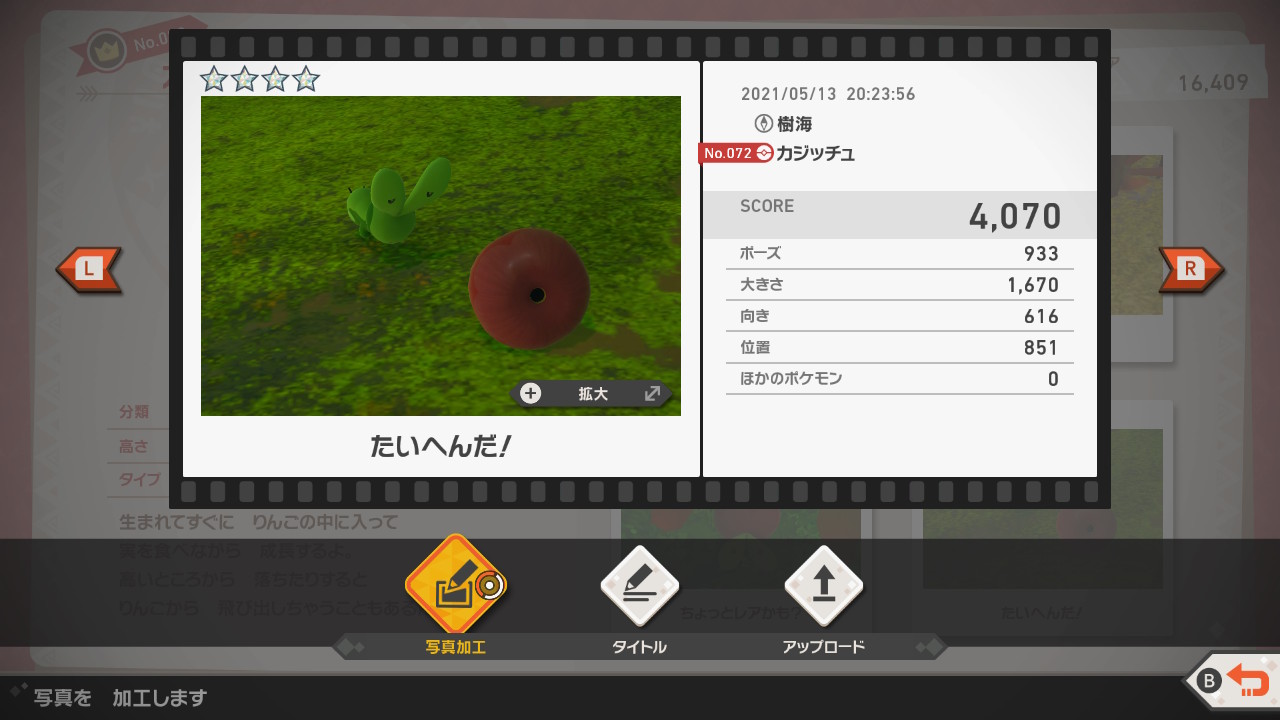 No.0
16,409
2021/05/13 20:23:56
樹海
No.072 カジッチュ
SCORE 4,070
ポーズ 933
大きさ 1,670
向き 616
位置 851
ほかのポケモン 0
拡大
たいへんだ!
L
R
分類
高さ
タイプ
生まれてすぐに りんごの中に入って
実を食べながら 成長するよ。
高いところから 落ちたりすると
りんごから 飛び出しちゃうこともある
ちょっとレアかも?
たいへんだ!
写真加工
タイトル
アップロード
写真を 加工します
B